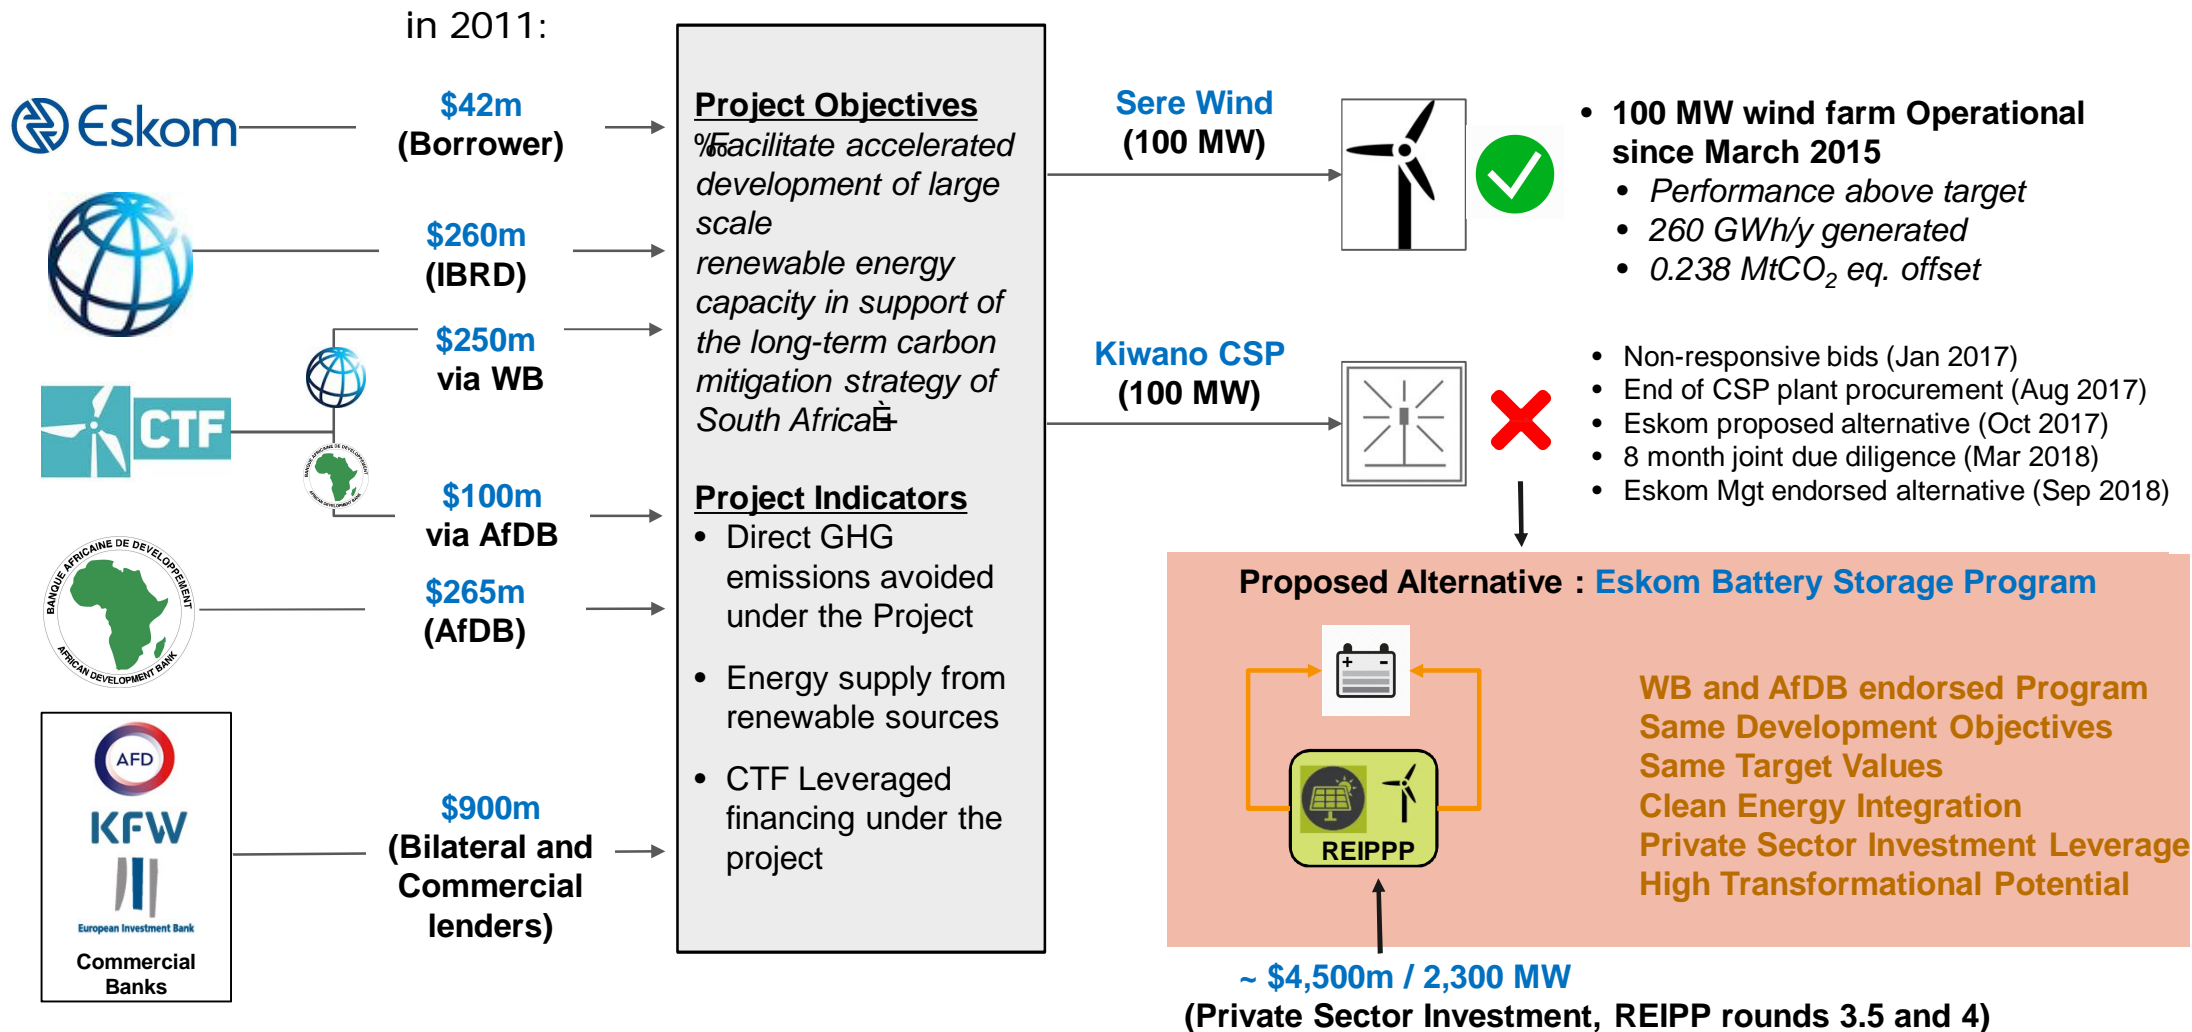 in 2011:
Eskom
$42m
(Borrower)
$260m
(IBRD)
$250m
via WB
CTF
BANQUE AFRICAINE DE DEVELOPPEMENT
AFRICAN DEVELOPMENT BANK
$100m
via AfDB
BANQUE AFRICAINE DE DEVELOPPEMENT
AFRICAN DEVELOPMENT BANK
$265m
(AfDB)
AFD
KFW
European Investment Bank
Commercial
Banks
$900m
(Bilateral and
Commercial
lenders)
Project Objectives
‰Facilitate accelerated
development of large
scale
renewable energy
capacity in support of
the long-term carbon
mitigation strategy of
South Africa
Project Indicators
• Direct GHG
emissions avoided
under the Project
• Energy supply from
renewable sources
• CTF Leveraged
financing under the
project
Sere Wind
(100 MW)
• 100 MW wind farm Operational
since March 2015
• Performance above target
• 260 GWh/y generated
• 0.238 MtCO₂ eq. offset
Kiwano CSP
(100 MW)
• Non-responsive bids (Jan 2017)
• End of CSP plant procurement (Aug 2017)
• Eskom proposed alternative (Oct 2017)
• 8 month joint due diligence (Mar 2018)
• Eskom Mgt endorsed alternative (Sep 2018)
Proposed Alternative : Eskom Battery Storage Program
+ -
REIPPP
WB and AfDB endorsed Program
Same Development Objectives
Same Target Values
Clean Energy Integration
Private Sector Investment Leverage
High Transformational Potential
~ $4,500m / 2,300 MW
(Private Sector Investment, REIPP rounds 3.5 and 4)